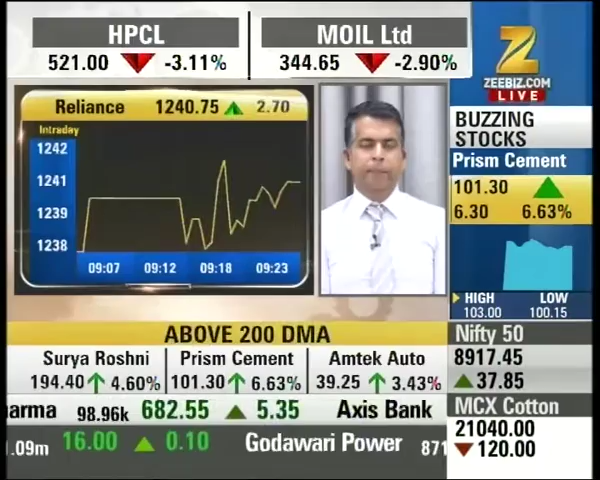 HPCL
521.00 -3.11%
MOIL Ltd
344.65 -2.90%
Z
ZEEBIZ.COM
LIVE
Reliance 1240.75 2.70
Intraday
1242
1241
1239
1238
09:07 09:12 09:18 09:23
BUZZING
STOCKS
Prism Cement
101.30
6.30 6.63%
HIGH LOW
103.00 100.15
ABOVE 200 DMA
Surya Roshni
194.40 4.60%
Prism Cement
101.30 6.63%
Amtek Auto
39.25 3.43%
Nifty 50
8917.45
37.85
MCX Cotton
21040.00
120.00
arma 98.96k 682.55 5.35 Axis Bank
1.09m 16.00 0.10 Godawari Power 871